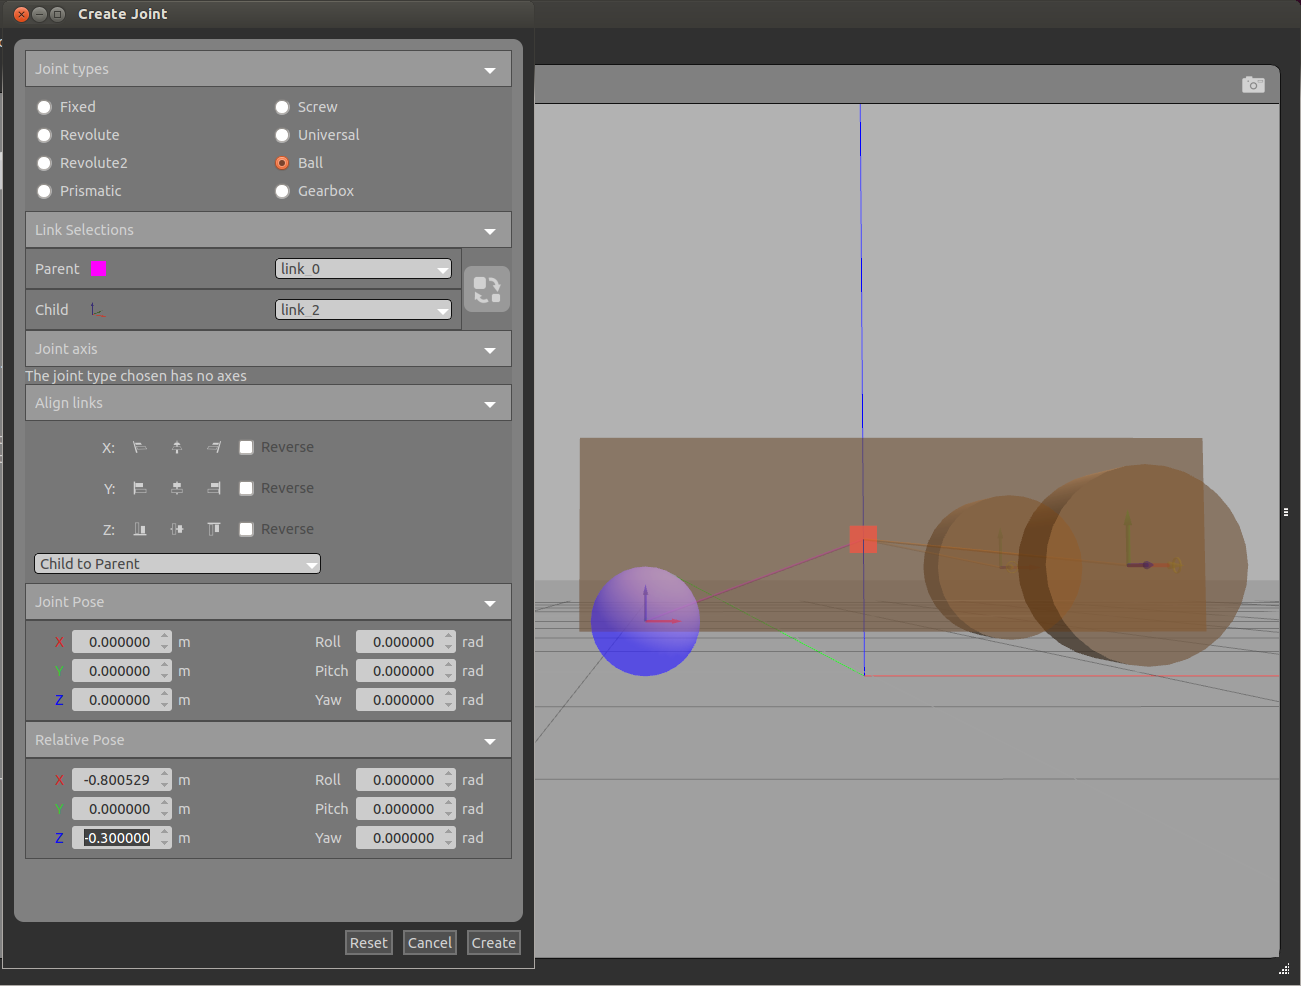 Create Joint
Joint types
Fixed Screw
Revolute Universal
Revolute2 Ball
Prismatic Gearbox
Link Selections
Parent link_0
Child link_2
Joint axis
The joint type chosen has no axes
Align links
X: Reverse
Y: Reverse
Z: Reverse
Child to Parent
Joint Pose
X 0.000000 m Roll 0.000000 rad
Y 0.000000 m Pitch 0.000000 rad
Z 0.000000 m Yaw 0.000000 rad
Relative Pose
X -0.800529 m Roll 0.000000 rad
Y 0.000000 m Pitch 0.000000 rad
Z -0.300000 m Yaw 0.000000 rad
Reset Cancel Create